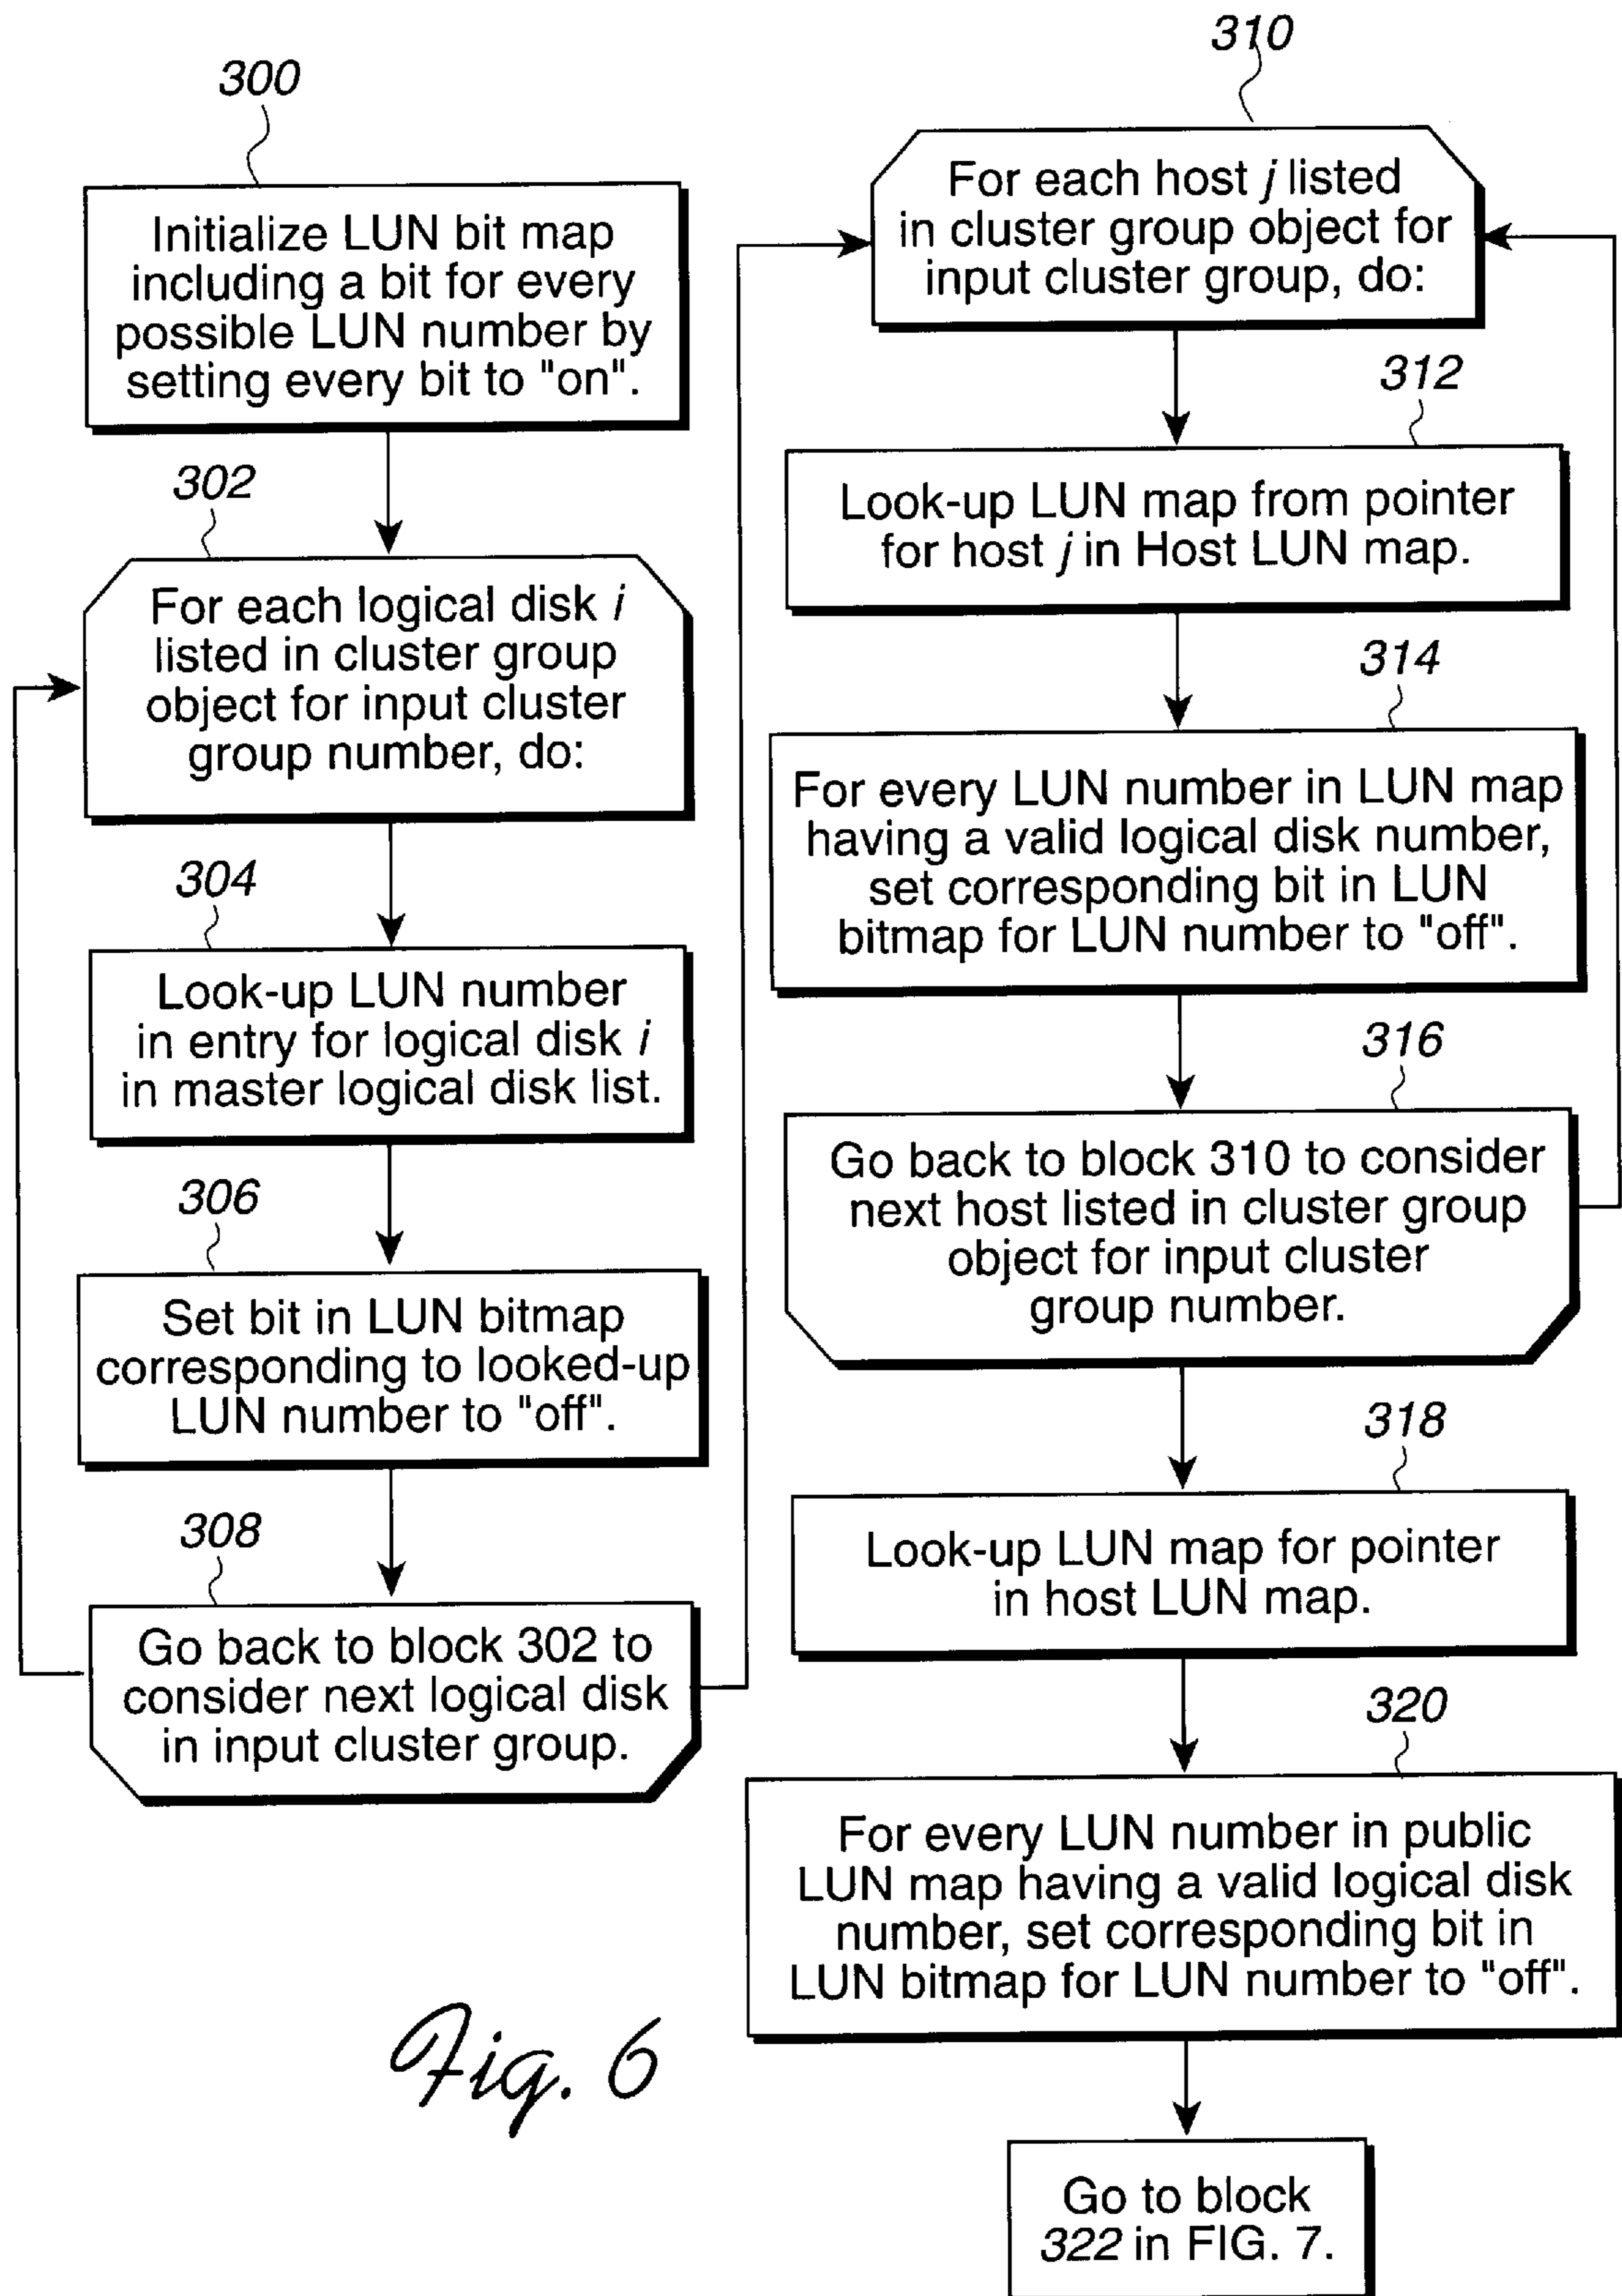 300
Initialize LUN bit map
including a bit for every
possible LUN number by
setting every bit to "on".
302
For each logical disk i
listed in cluster group
object for input cluster
group number, do:
304
Look-up LUN number
in entry for logical disk i
in master logical disk list.
306
Set bit in LUN bitmap
corresponding to looked-up
LUN number to "off".
308
Go back to block 302 to
consider next logical disk
in input cluster group.
310
For each host j listed
in cluster group object for
input cluster group, do:
312
Look-up LUN map from pointer
for host j in Host LUN map.
314
For every LUN number in LUN map
having a valid logical disk number,
set corresponding bit in LUN
bitmap for LUN number to "off".
316
Go back to block 310 to consider
next host listed in cluster group
object for input cluster
group number.
318
Look-up LUN map for pointer
in host LUN map.
320
For every LUN number in public
LUN map having a valid logical disk
number, set corresponding bit in
LUN bitmap for LUN number to "off".
Go to block
322 in FIG. 7.
Fig. 6